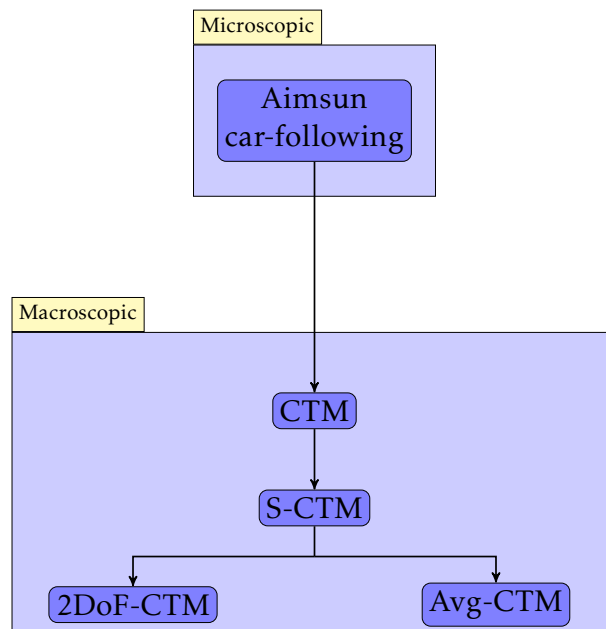 Microscopic
Aimsun
car-following
Macroscopic
CTM
S-CTM
2DoF-CTM
Avg-CTM